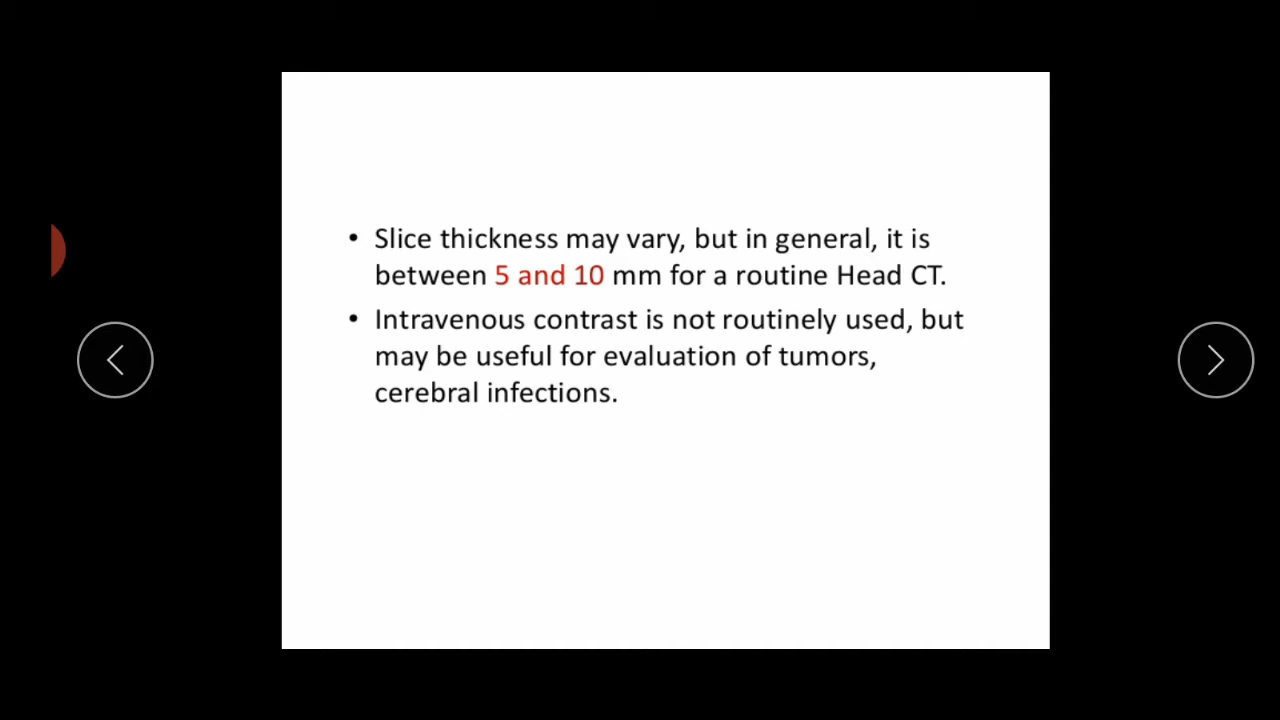 • Slice thickness may vary, but in general, it is
between 5 and 10 mm for a routine Head CT.
• Intravenous contrast is not routinely used, but
may be useful for evaluation of tumors,
cerebral infections.